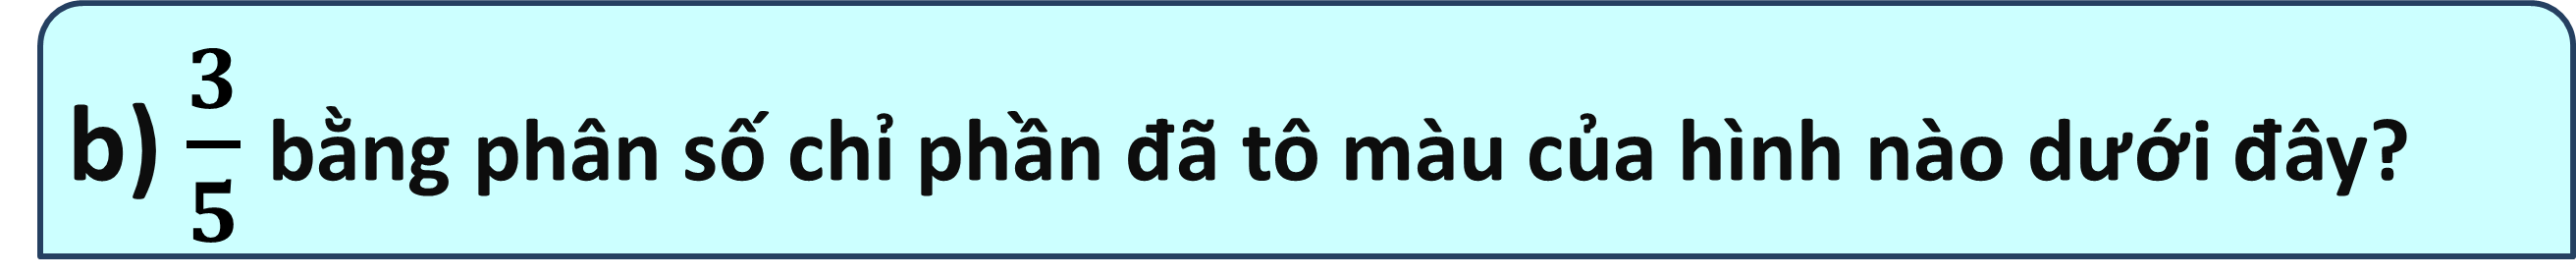 b) 3/5 bằng phân số chỉ phần đã tô màu của hình nào dưới đây?